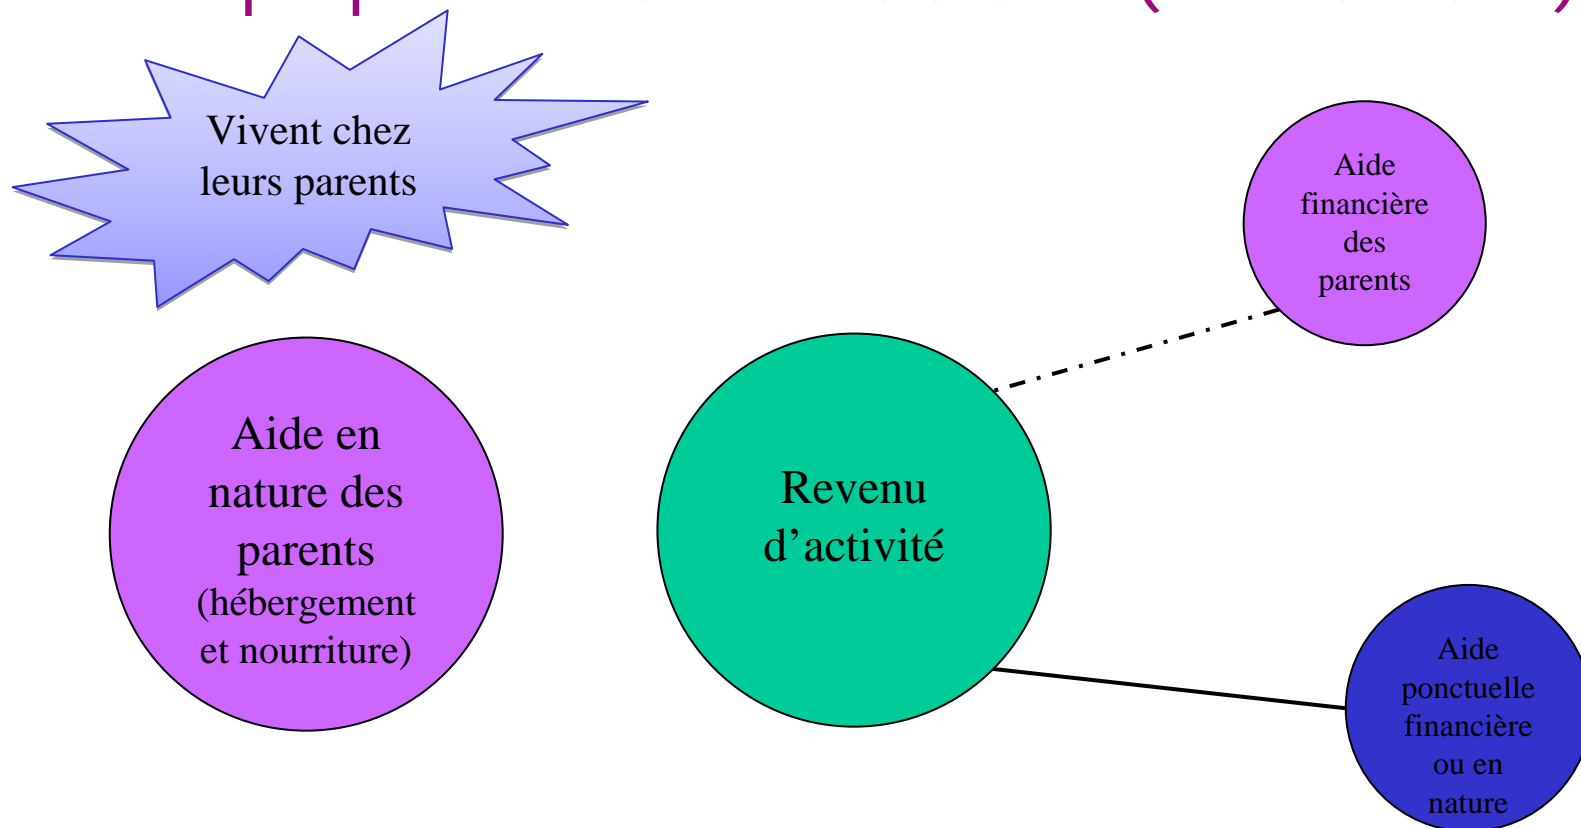 Vivent chez
leurs parents
Aide
financière
des
parents
Aide en
nature des
parents
(hébergement
et nourriture)
Revenu
d’activité
Aide
ponctuelle
financière
ou en
nature